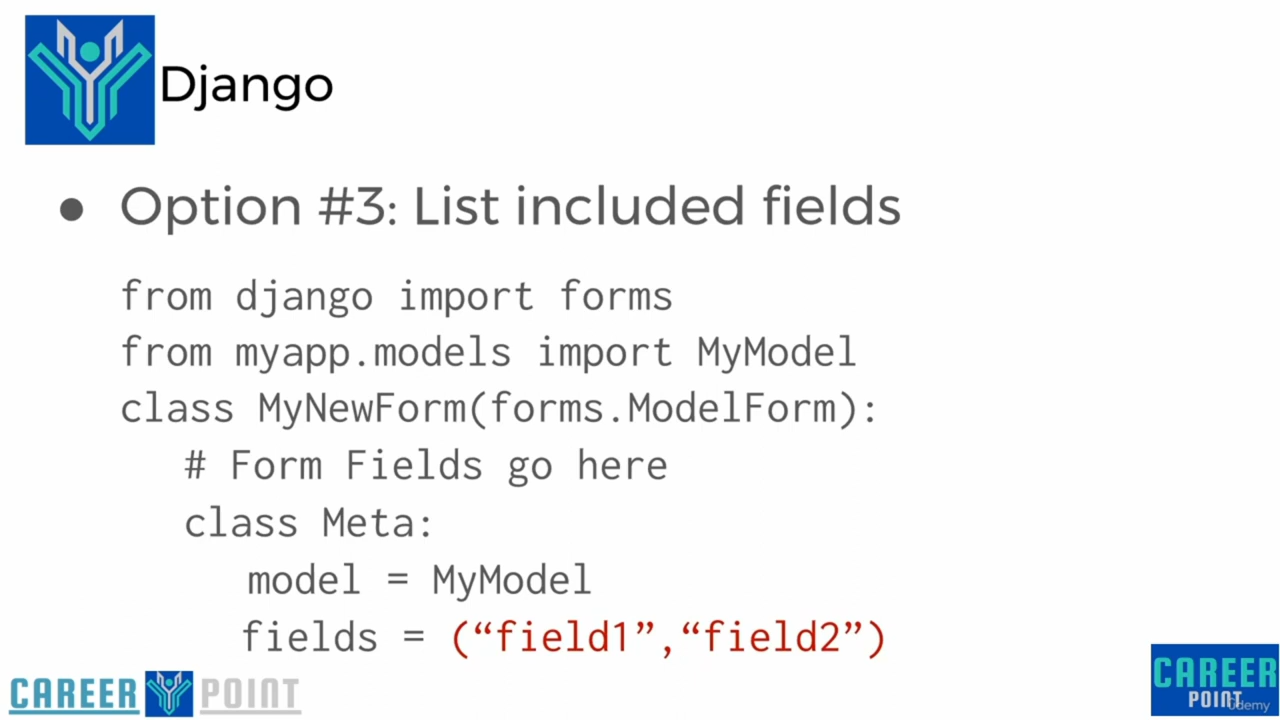 Django
● Option #3: List included fields
from django import forms
from myapp.models import MyModel
class MyNewForm(forms.ModelForm):
# Form Fields go here
class Meta:
model = MyModel
fields = (“field1”,“field2”)
CAREER POINT
CAREER
POINT
udemy